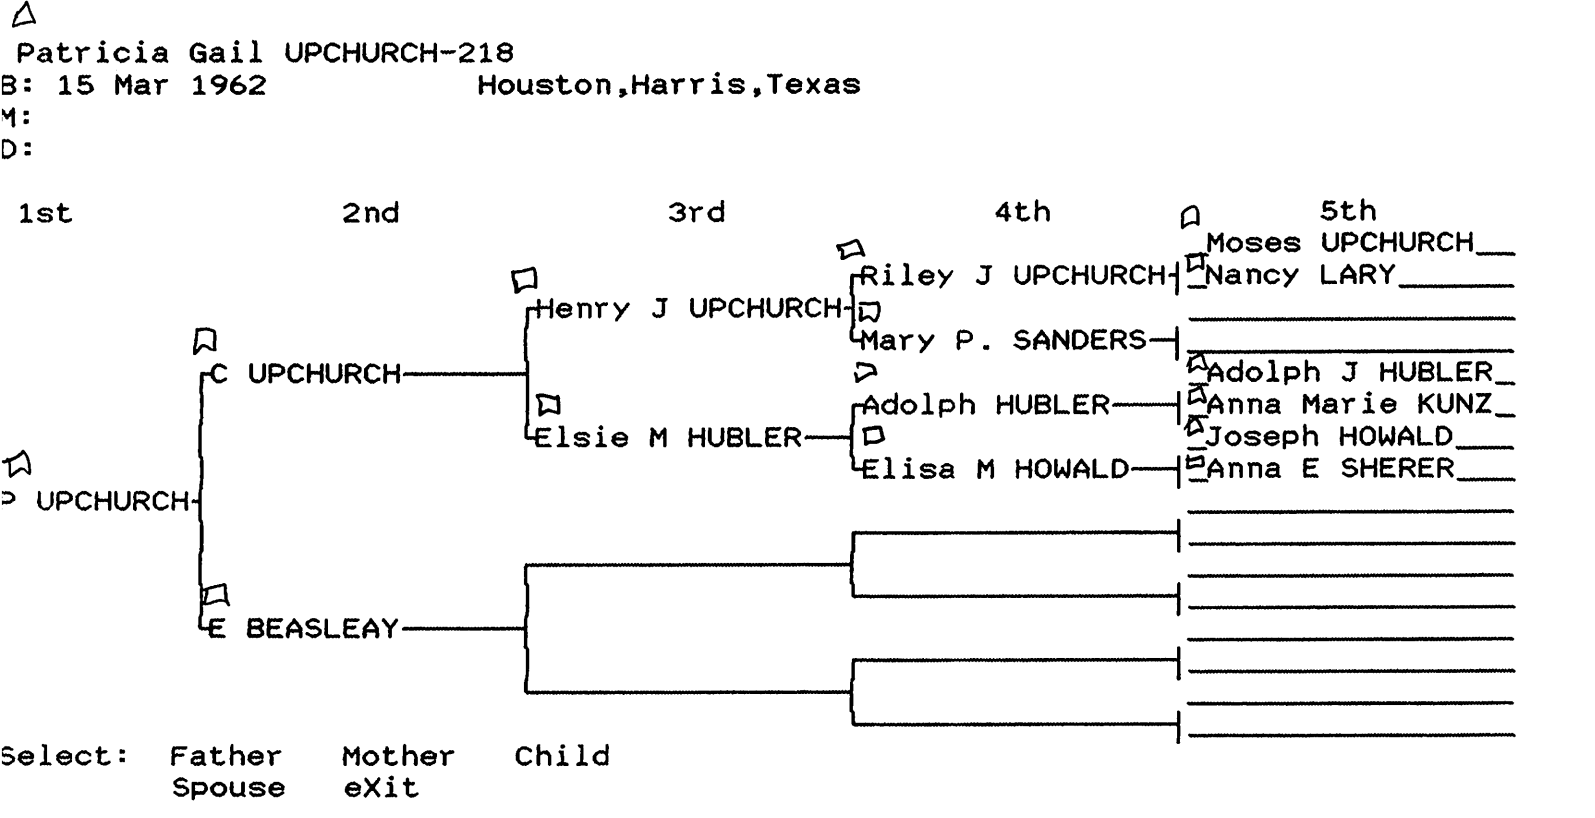 Patricia Gail UPCHURCH-218
B: 15 Mar 1962 Houston,Harris,Texas
M:
D:
1st 2nd 3rd 4th 5th
Moses UPCHURCH
Riley J UPCHURCH Nancy LARY
Henry J UPCHURCH
Mary P. SANDERS
C UPCHURCH Adolph J HUBLER
Adolph HUBLER Anna Marie KUNZ
Elsie M HUBLER Joseph HOWALD
Elisa M HOWALD Anna E SHERER
P UPCHURCH
E BEASLEAY
Select: Father Mother Child
Spouse eXit